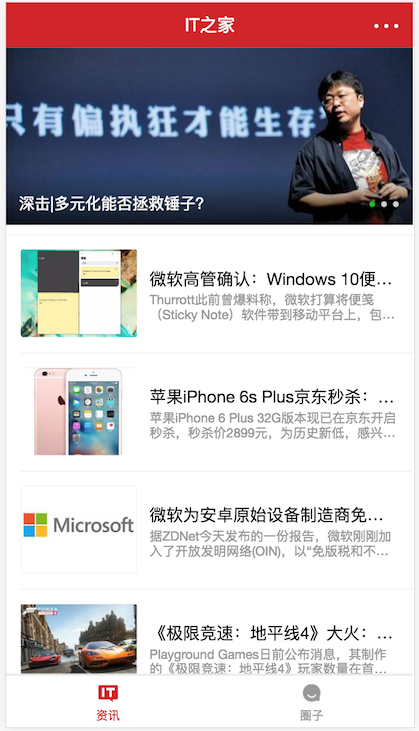 IT之家
只有偏执狂才能生存
深击|多元化能否拯救锤子?
微软高管确认：Windows 10便...
Thurrott此前曾爆料称，微软打算将便笺
（Sticky Note）软件带到移动平台上，包...
苹果iPhone 6s Plus京东秒杀：...
苹果iPhone 6 Plus 32G版本现已在京东开启
秒杀，秒杀价2899元，为历史新低，感兴...
Microsoft
微软为安卓原始设备制造商免...
据ZDNet今天发布的一份报告，微软刚刚加
入了开放发明网络(OIN)，以“免版税和不...
《极限竞速：地平线4》大火：...
Playground Games日前公布消息，其制作
的《极限竞速：地平线4》玩家数量在首...
IT
资讯
圈子